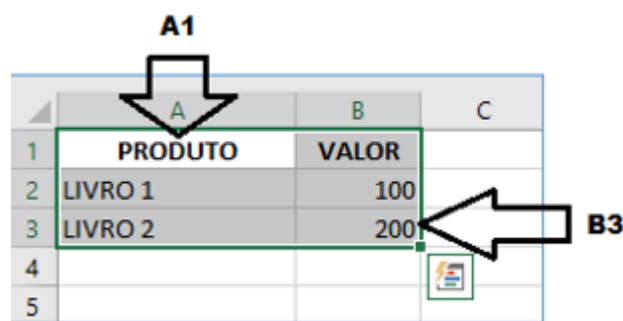 A1
A B C
1 PRODUTO VALOR
2 LIVRO 1 100
3 LIVRO 2 200
B3
4
5